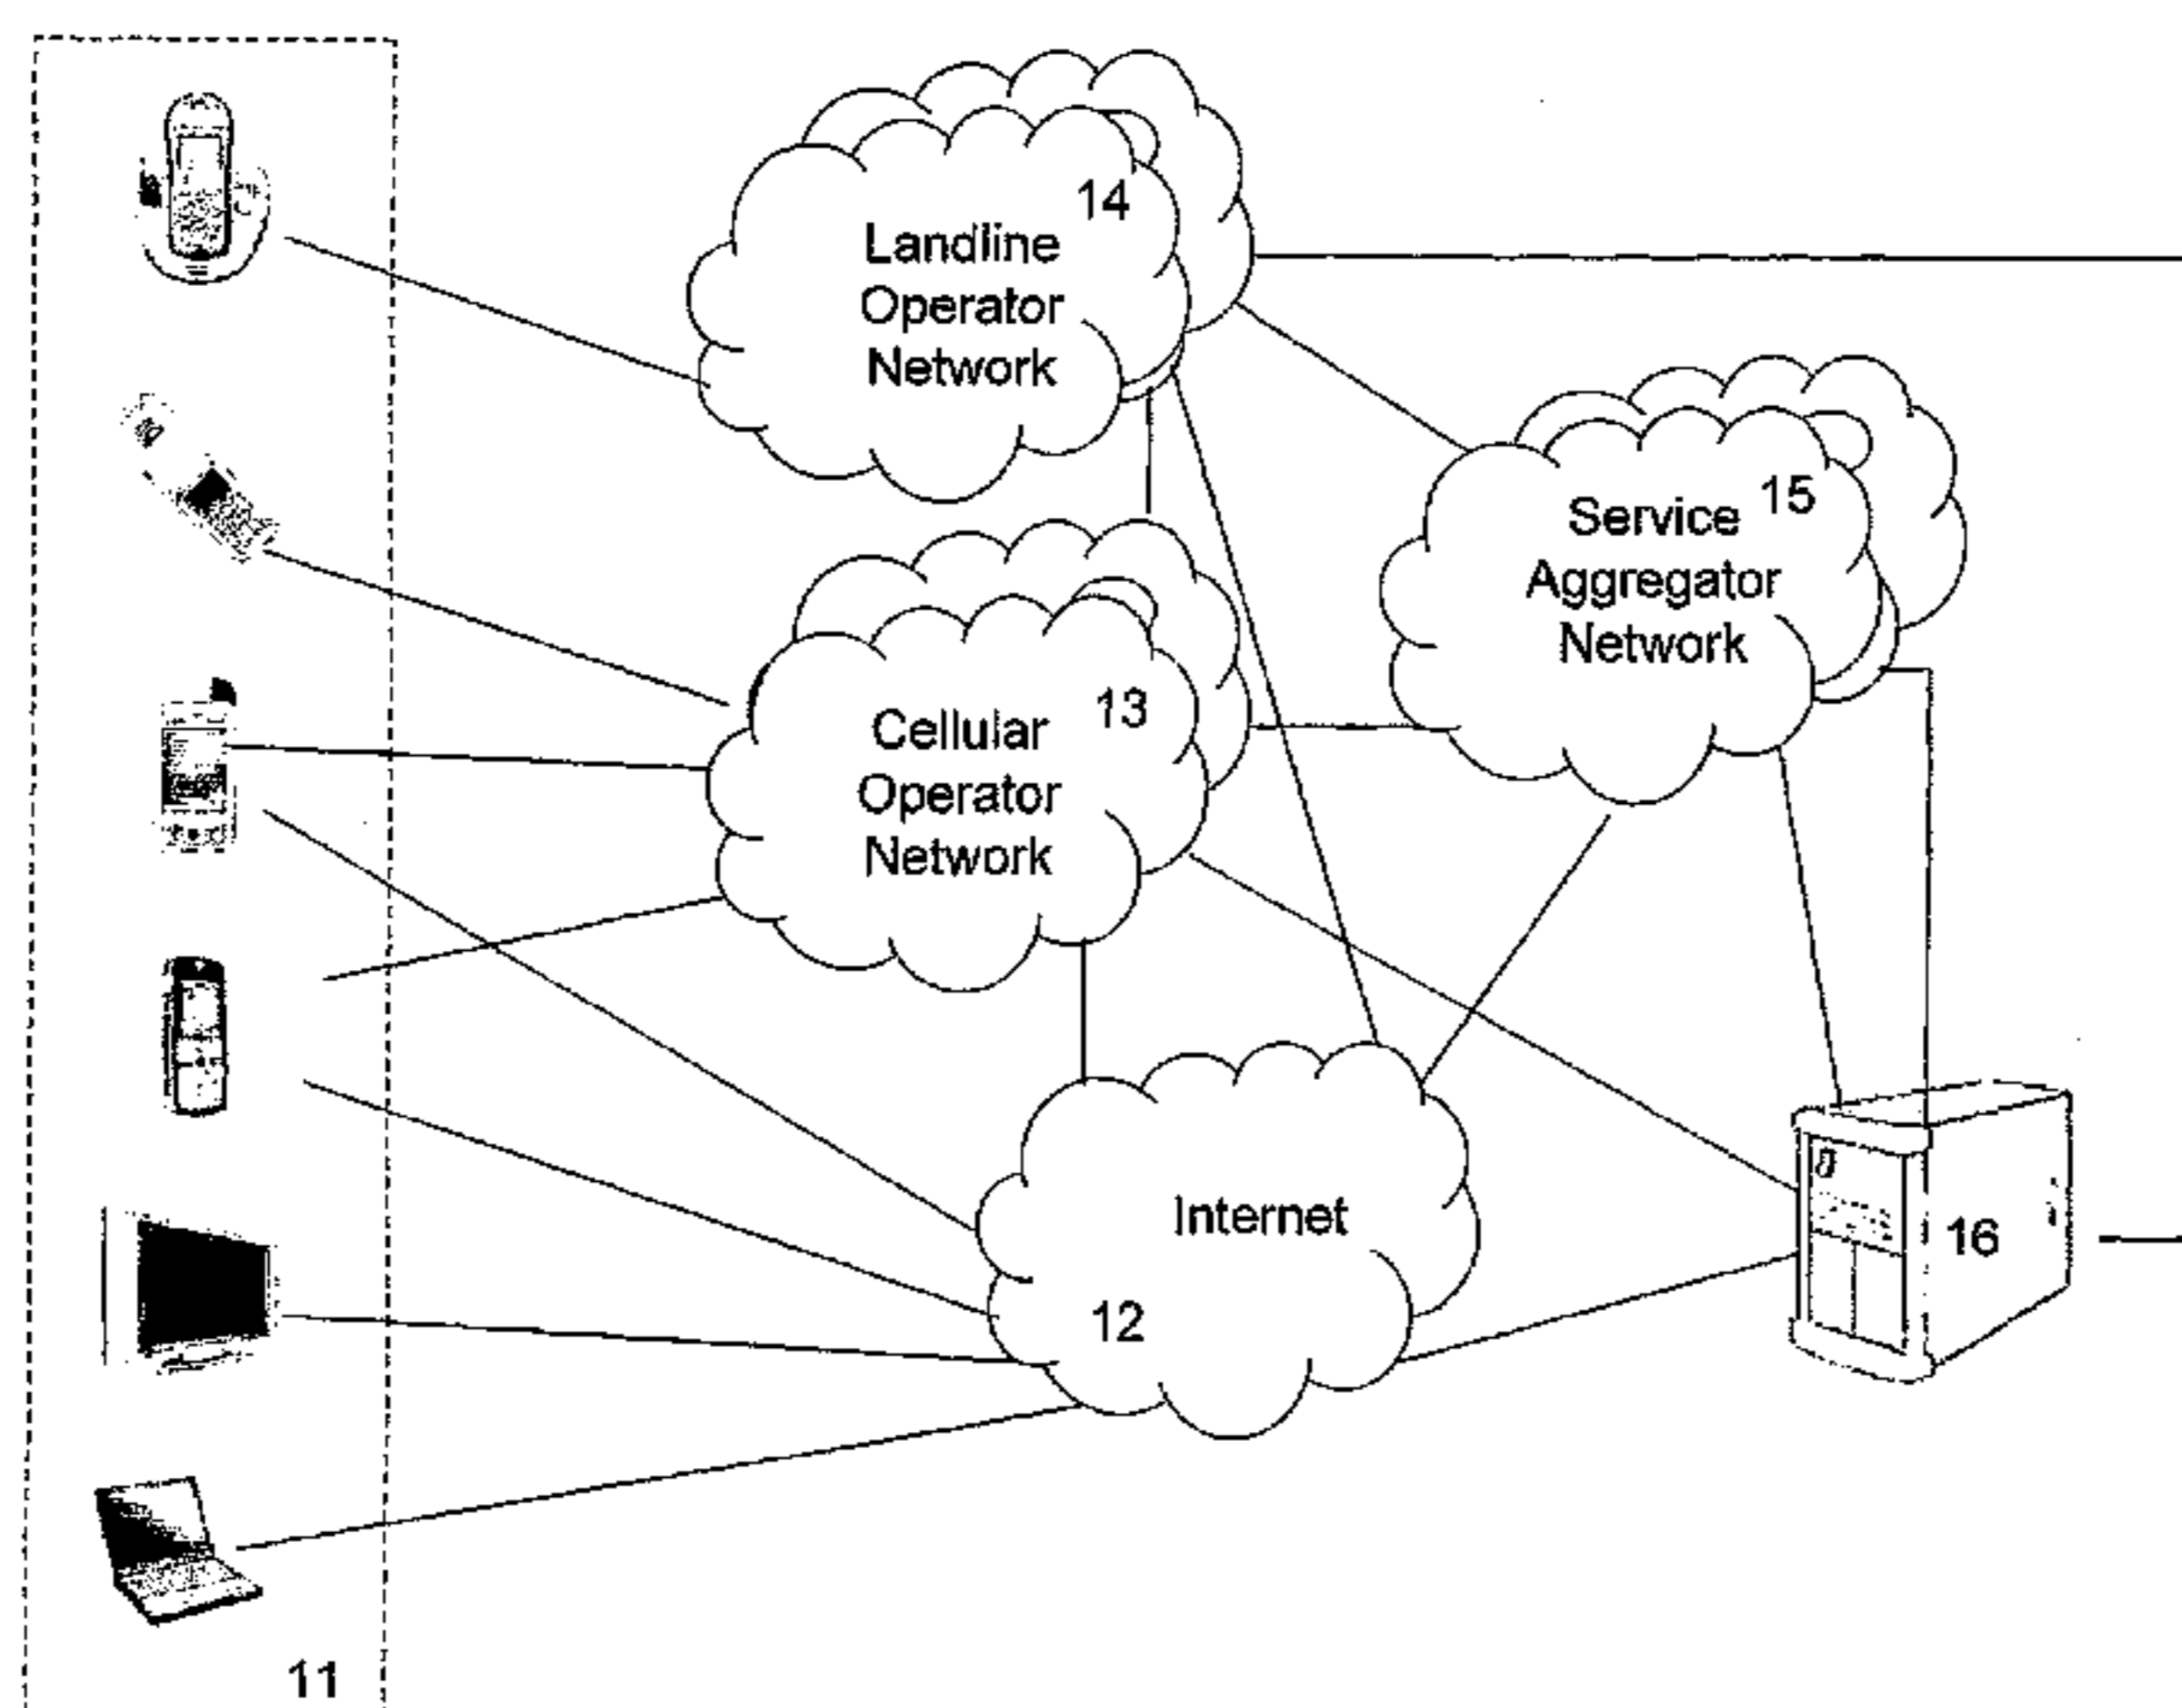 14
Landline
Operator
Network
15
Service
Aggregator
Network
13
Cellular
Operator
Network
Internet
12
16
11